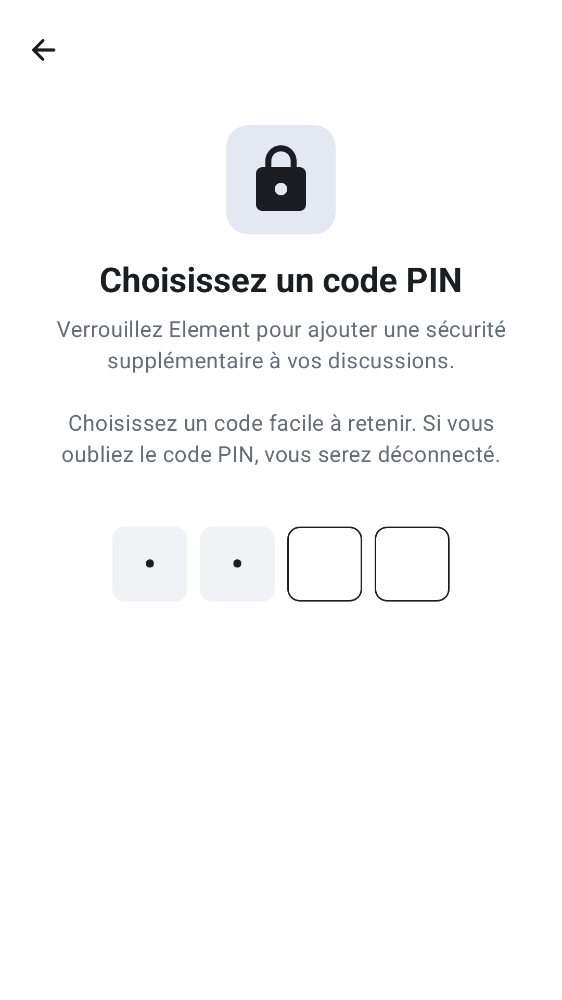 Choisissez un code PIN
Verrouillez Element pour ajouter une sécurité
supplémentaire à vos discussions.
Choisissez un code facile à retenir. Si vous
oubliez le code PIN, vous serez déconnecté.